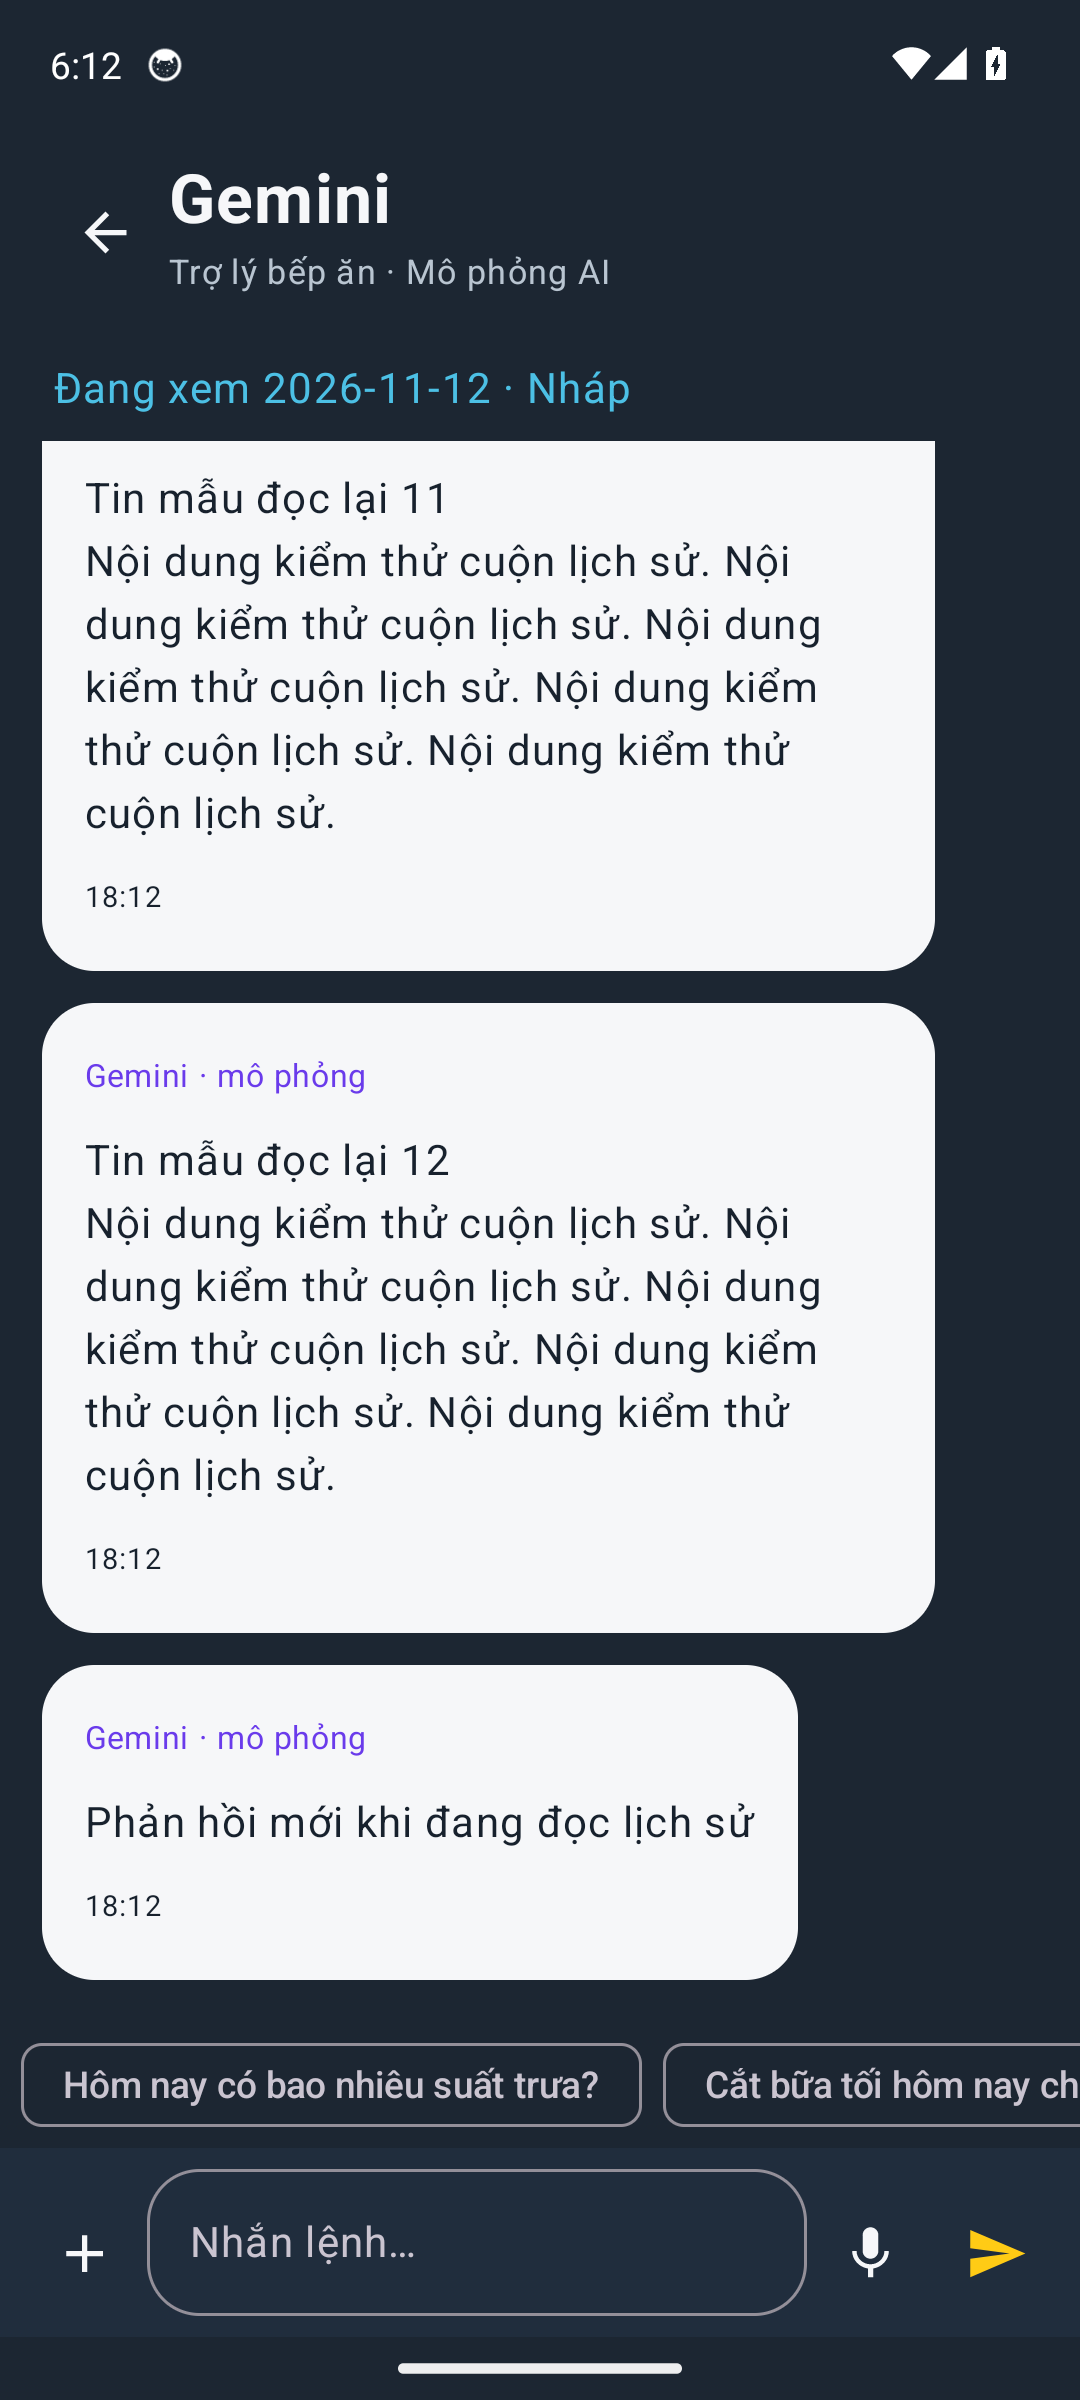 6:12
Gemini
Trợ lý bếp ăn · Mô phỏng AI
Đang xem 2026-11-12 · Nháp
Tin mẫu đọc lại 11
Nội dung kiểm thử cuộn lịch sử. Nội
dung kiểm thử cuộn lịch sử. Nội dung
kiểm thử cuộn lịch sử. Nội dung kiểm
thử cuộn lịch sử. Nội dung kiểm thử
cuộn lịch sử.
18:12
Gemini · mô phỏng
Tin mẫu đọc lại 12
Nội dung kiểm thử cuộn lịch sử. Nội
dung kiểm thử cuộn lịch sử. Nội dung
kiểm thử cuộn lịch sử. Nội dung kiểm
thử cuộn lịch sử. Nội dung kiểm thử
cuộn lịch sử.
18:12
Gemini · mô phỏng
Phản hồi mới khi đang đọc lịch sử
18:12
Hôm nay có bao nhiêu suất trưa?
Cắt bữa tối hôm nay ch
Nhắn lệnh…